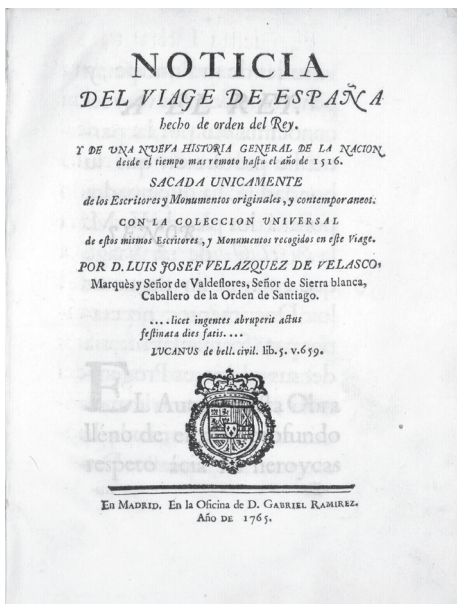 NOTICIA
DEL VIAGE DE ESPAÑA
hecho de orden del Rey.
Y DE UNA NUEVA HISTORIA GENERAL DE LA NACION
desde el tiempo mas remoto hasta el año de 1516.
SACADA UNICAMENTE
de los Escritores y Monumentos originales, y contemporaneos.
CON LA COLECCION UNIVERSAL
de estos mismos Escritores, y Monumentos recogidos en este Viage.
POR D. LUIS JOSEF VELAZQUEZ DE VELASCO,
Marquès y Señor de Valdeflores, Señor de Sierra blanca,
Caballero de la Orden de Santiago.
....licet ingentes abruperit actus
festinata dies fatis....
LUCANUS de bell. civil. lib. 5. v. 659.
En MADRID. En la Oficina de D. GABRIEL RAMIREZ.
Año DE 1765.